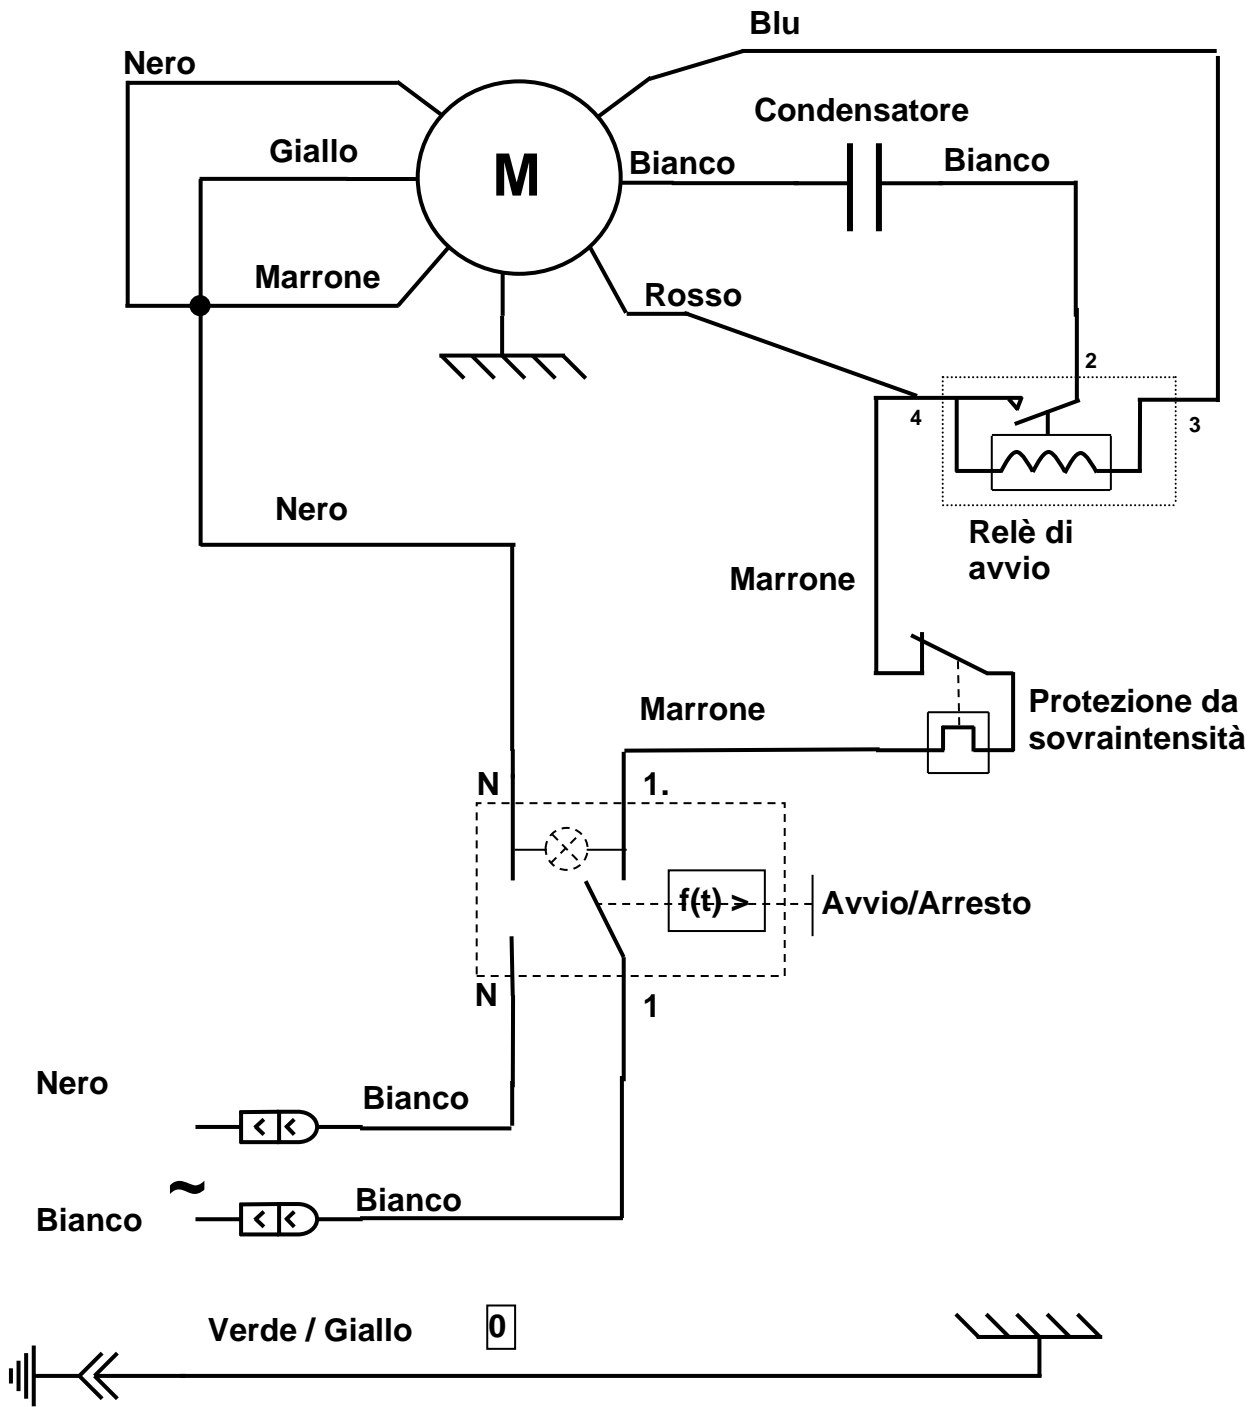 Blu
Nero
Condensatore
Giallo
Bianco
Bianco
M
Marrone
Rosso
2
4
3
Nero
Relè di
avvio
Marrone
Marrone
Protezione da
sovraintensità
N
1.
f(t) >
Avvio/Arresto
N
1
Nero
Bianco
~
Bianco
Bianco
Verde / Giallo
0